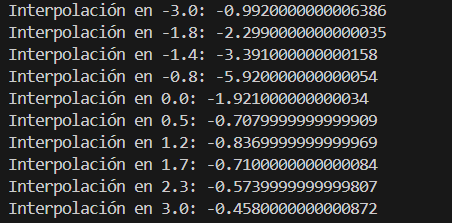 Interpolación en -3.0: -0.9920000000006386
Interpolación en -1.8: -2.2990000000000035
Interpolación en -1.4: -3.391000000000158
Interpolación en -0.8: -5.920000000000054
Interpolación en 0.0: -1.921000000000034
Interpolación en 0.5: -0.7079999999999909
Interpolación en 1.2: -0.8369999999999969
Interpolación en 1.7: -0.7100000000000084
Interpolación en 2.3: -0.5739999999999807
Interpolación en 3.0: -0.4580000000000872